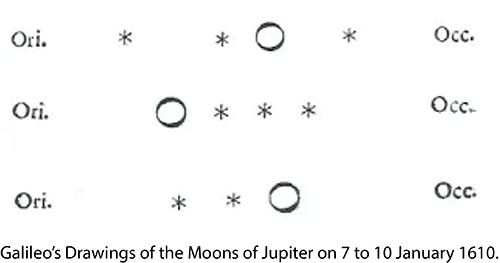 Ori. * * O * Occ.
Ori. O * * * Occ.
Ori. * * O Occ.
Galileo's Drawings of the Moons of Jupiter on 7 to 10 January 1610.